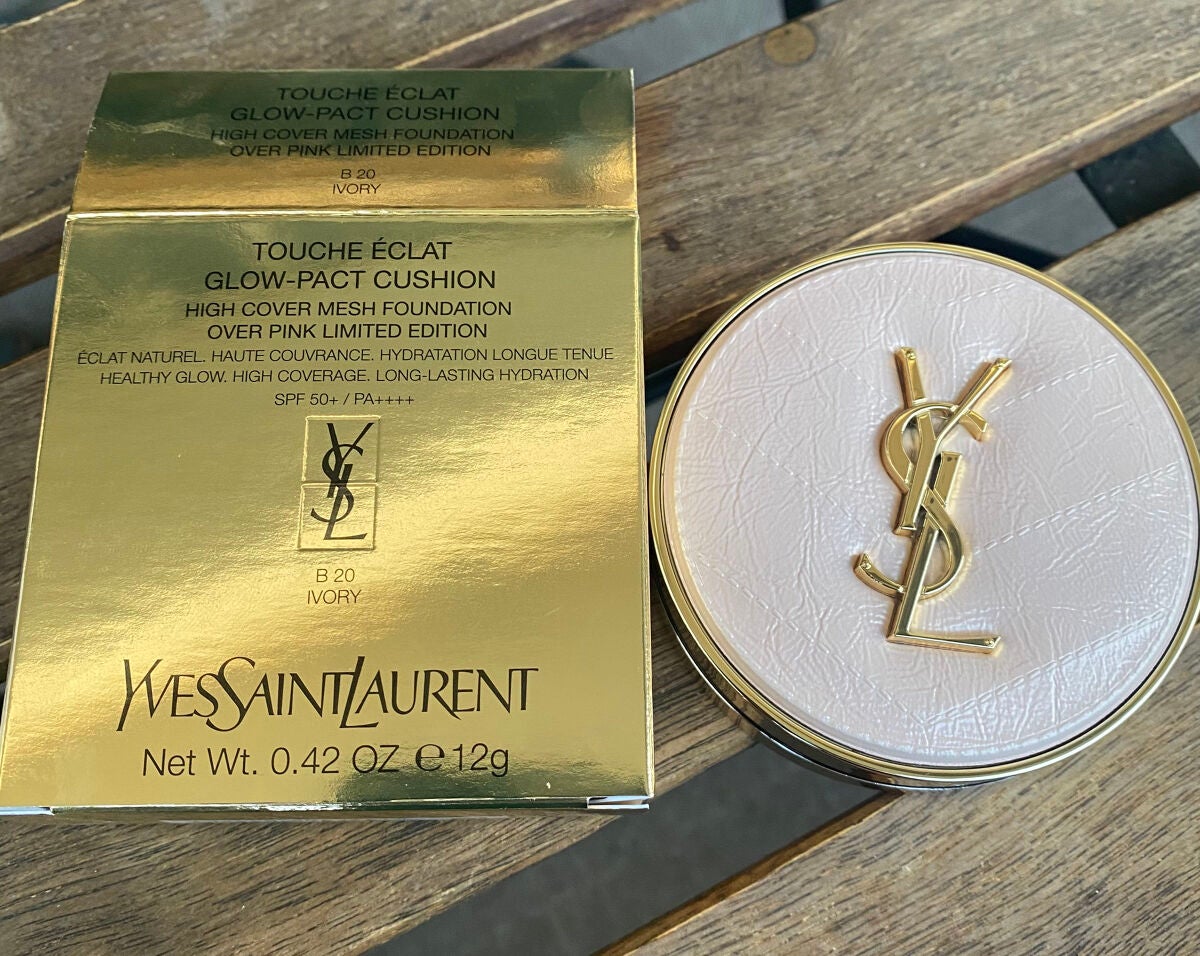 TOUCHE ÉCLAT
GLOW-PACT CUSHION
HIGH COVER MESH FOUNDATION
OVER PINK LIMITED EDITION
B 20
IVORY
TOUCHE ÉCLAT
GLOW-PACT CUSHION
HIGH COVER MESH FOUNDATION
OVER PINK LIMITED EDITION
ÉCLAT NATUREL. HAUTE COUVRANCE. HYDRATATION LONGUE TENUE
HEALTHY GLOW. HIGH COVERAGE. LONG-LASTING HYDRATION
SPF 50+ / PA++++
YSL
B 20
IVORY
YVESSAINTLAURENT
Net Wt. 0.42 OZ ℮12g
YSL